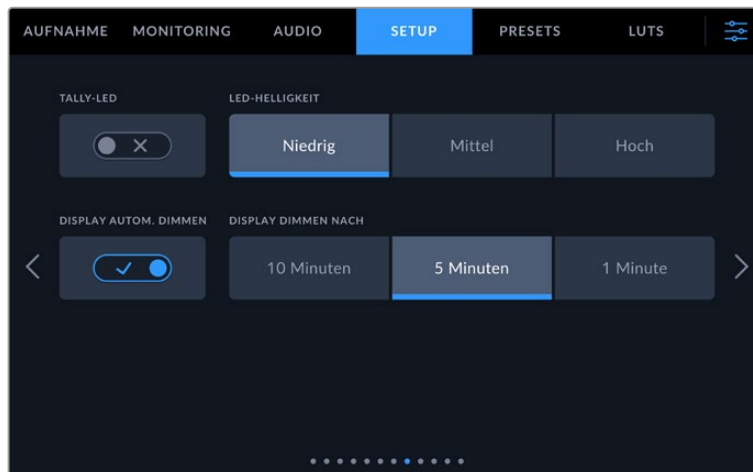 AUFNAHME MONITORING AUDIO SETUP PRESETS LUTS
TALLY-LED LED-HELLIGKEIT
Niedrig Mittel Hoch
DISPLAY AUTOM. DIMMEN DISPLAY DIMMEN NACH
10 Minuten 5 Minuten 1 Minute